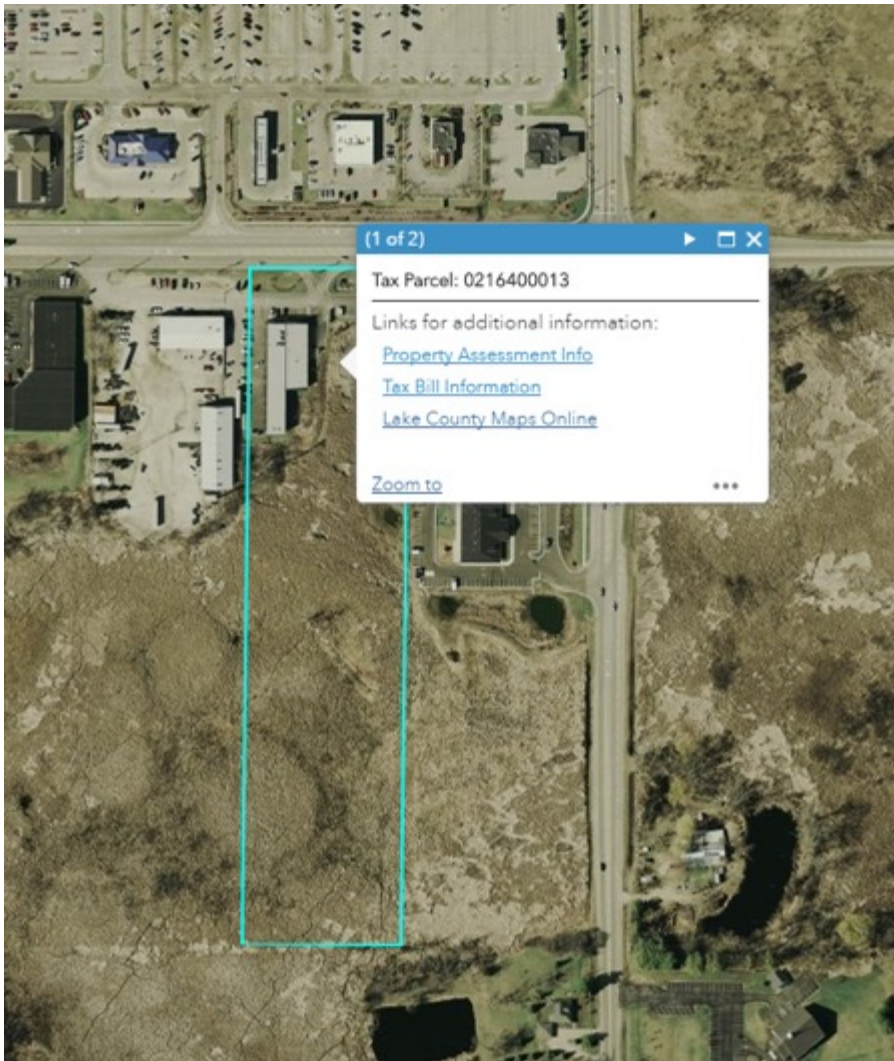 (1 of 2)
Tax Parcel: 0216400013
Links for additional information:
Property Assessment Info
Tax Bill Information
Lake County Maps Online
Zoom to